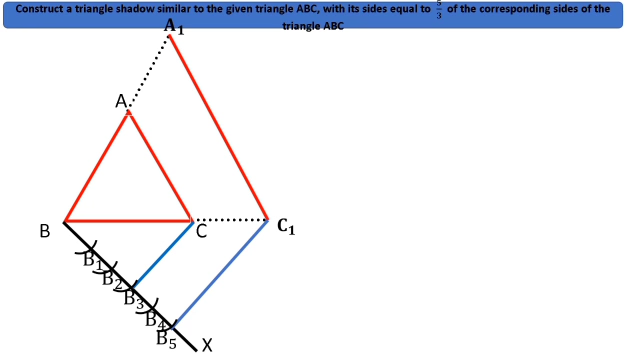 Construct a triangle shadow similar to the given triangle ABC, with its sides equal to 5/3 of the corresponding sides of the
triangle ABC
A₁
A
B
C
C₁
B₁
B₂
B₃
B₄
B₅
X